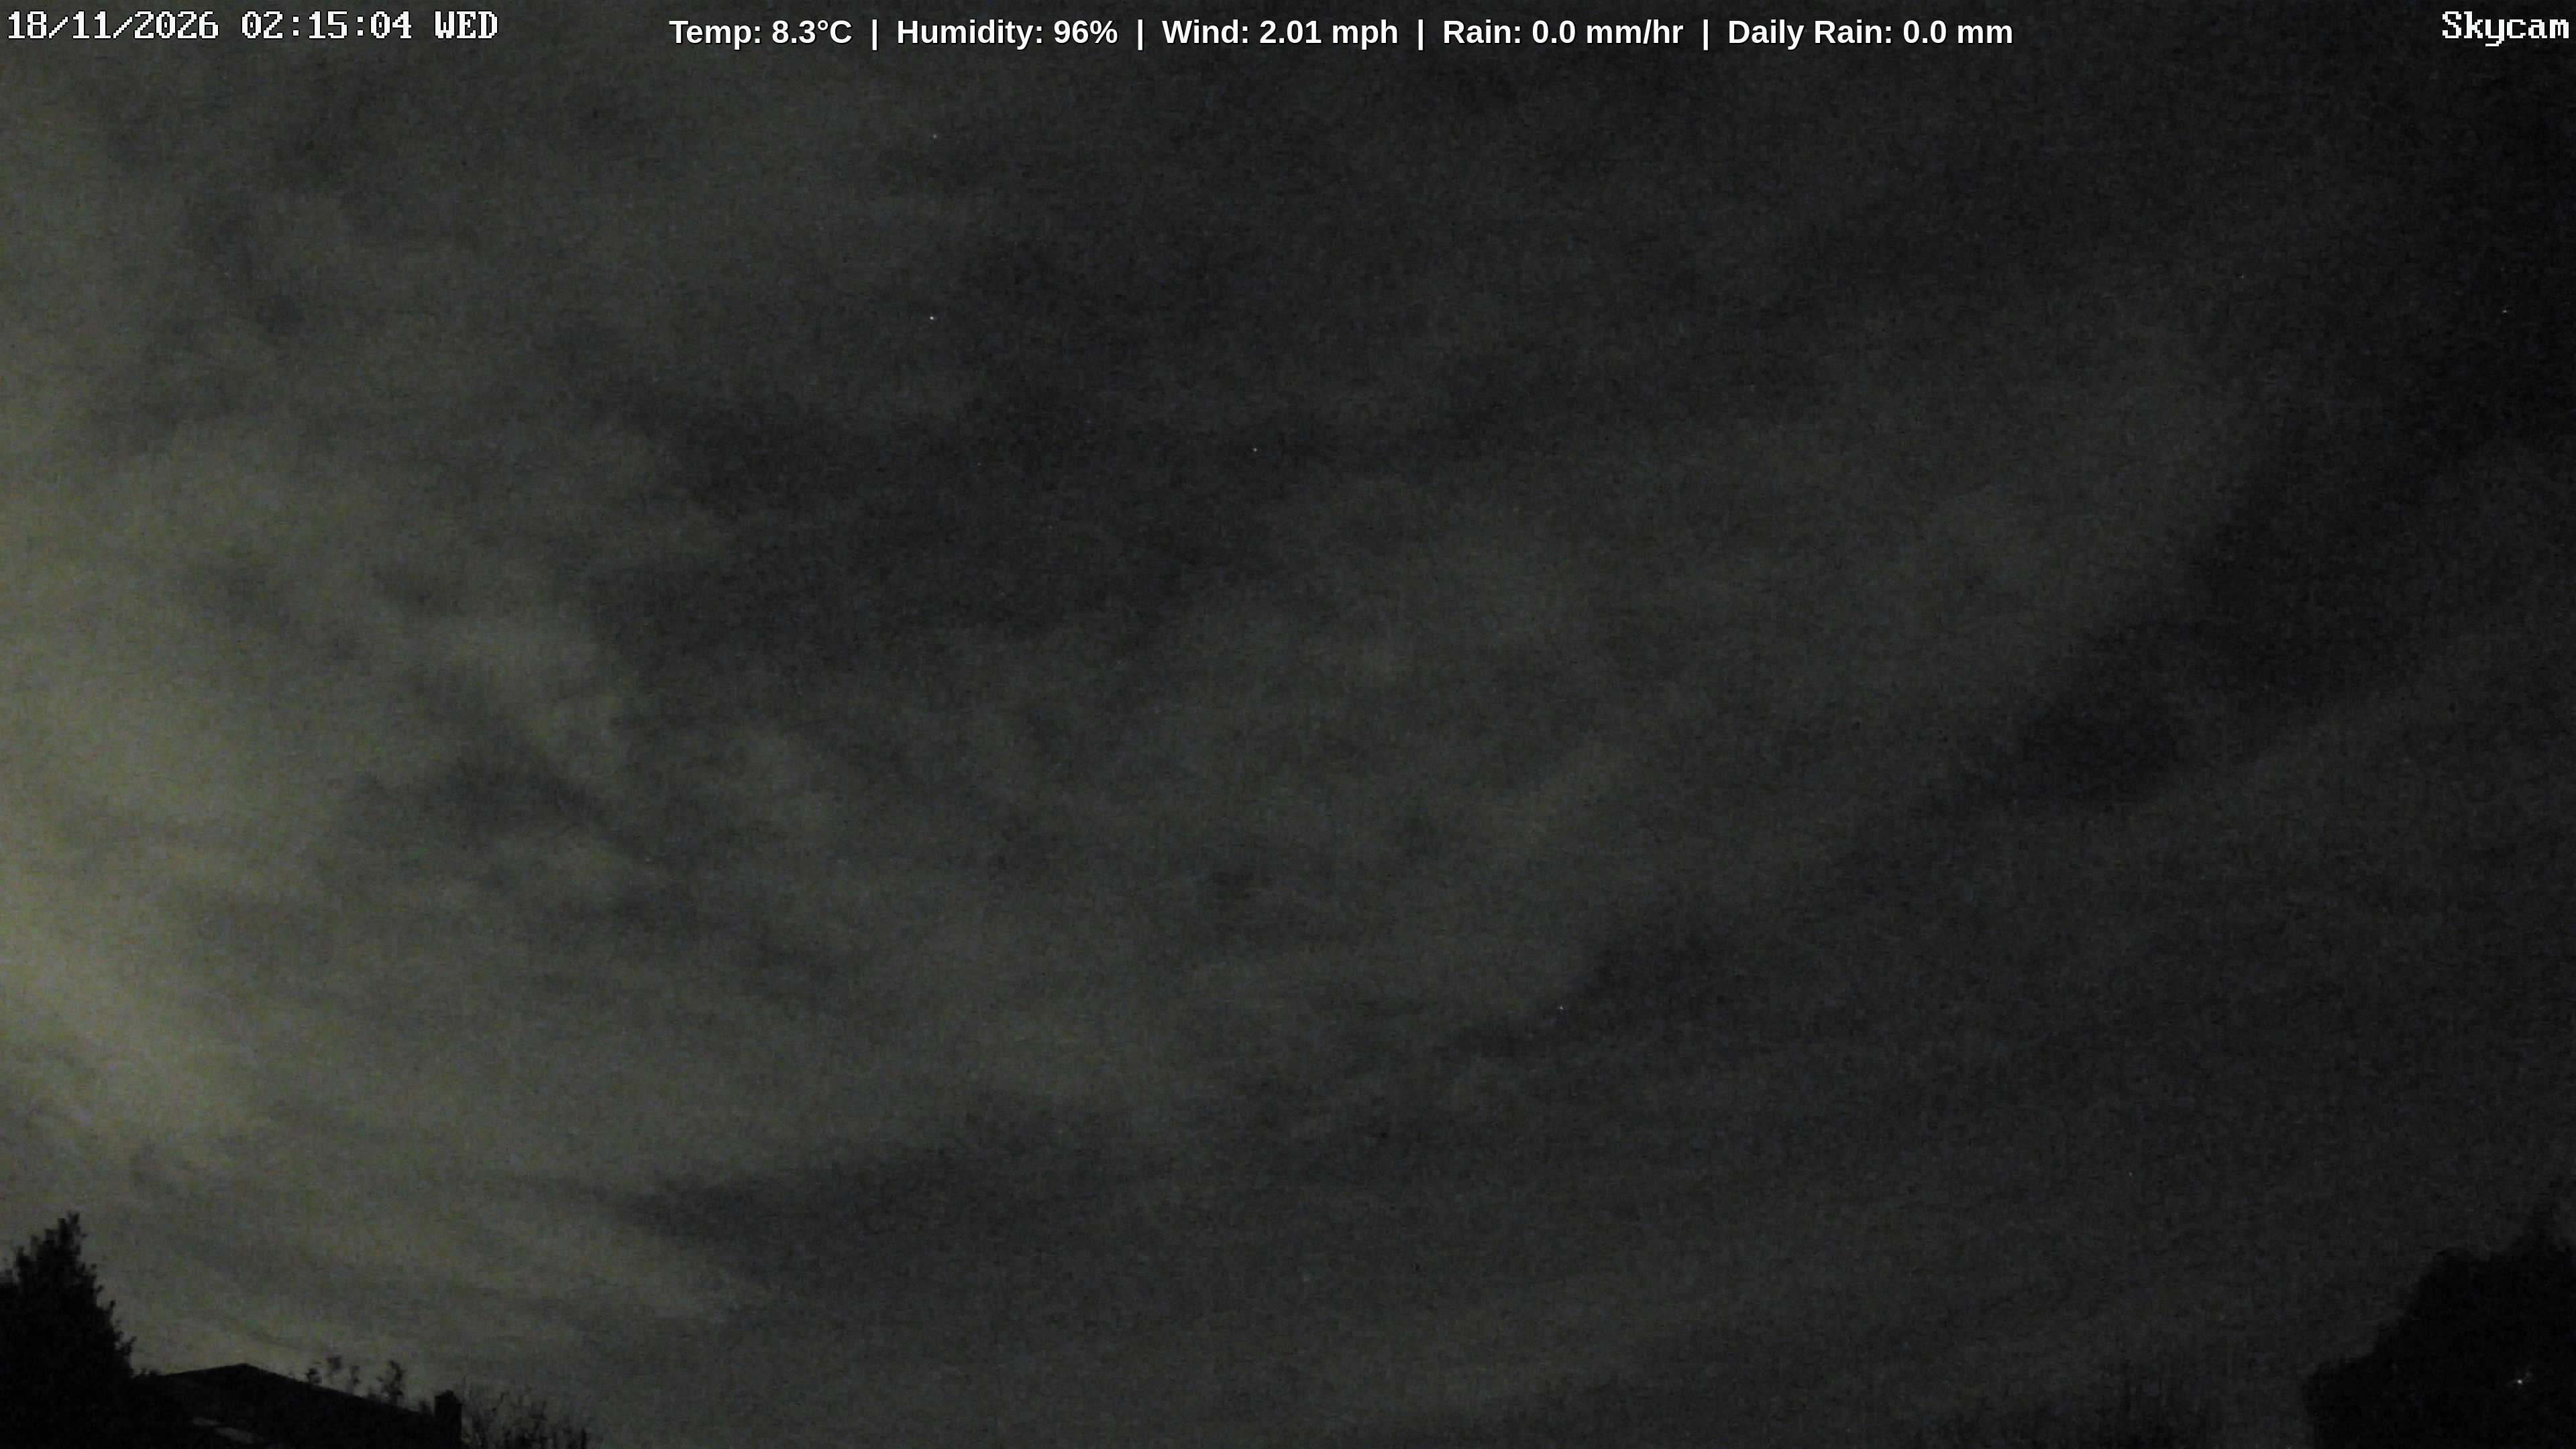 18/11/2026 02:15:04 WED
Temp: 8.3°C | Humidity: 96% | Wind: 2.01 mph | Rain: 0.0 mm/hr | Daily Rain: 0.0 mm
Skycam